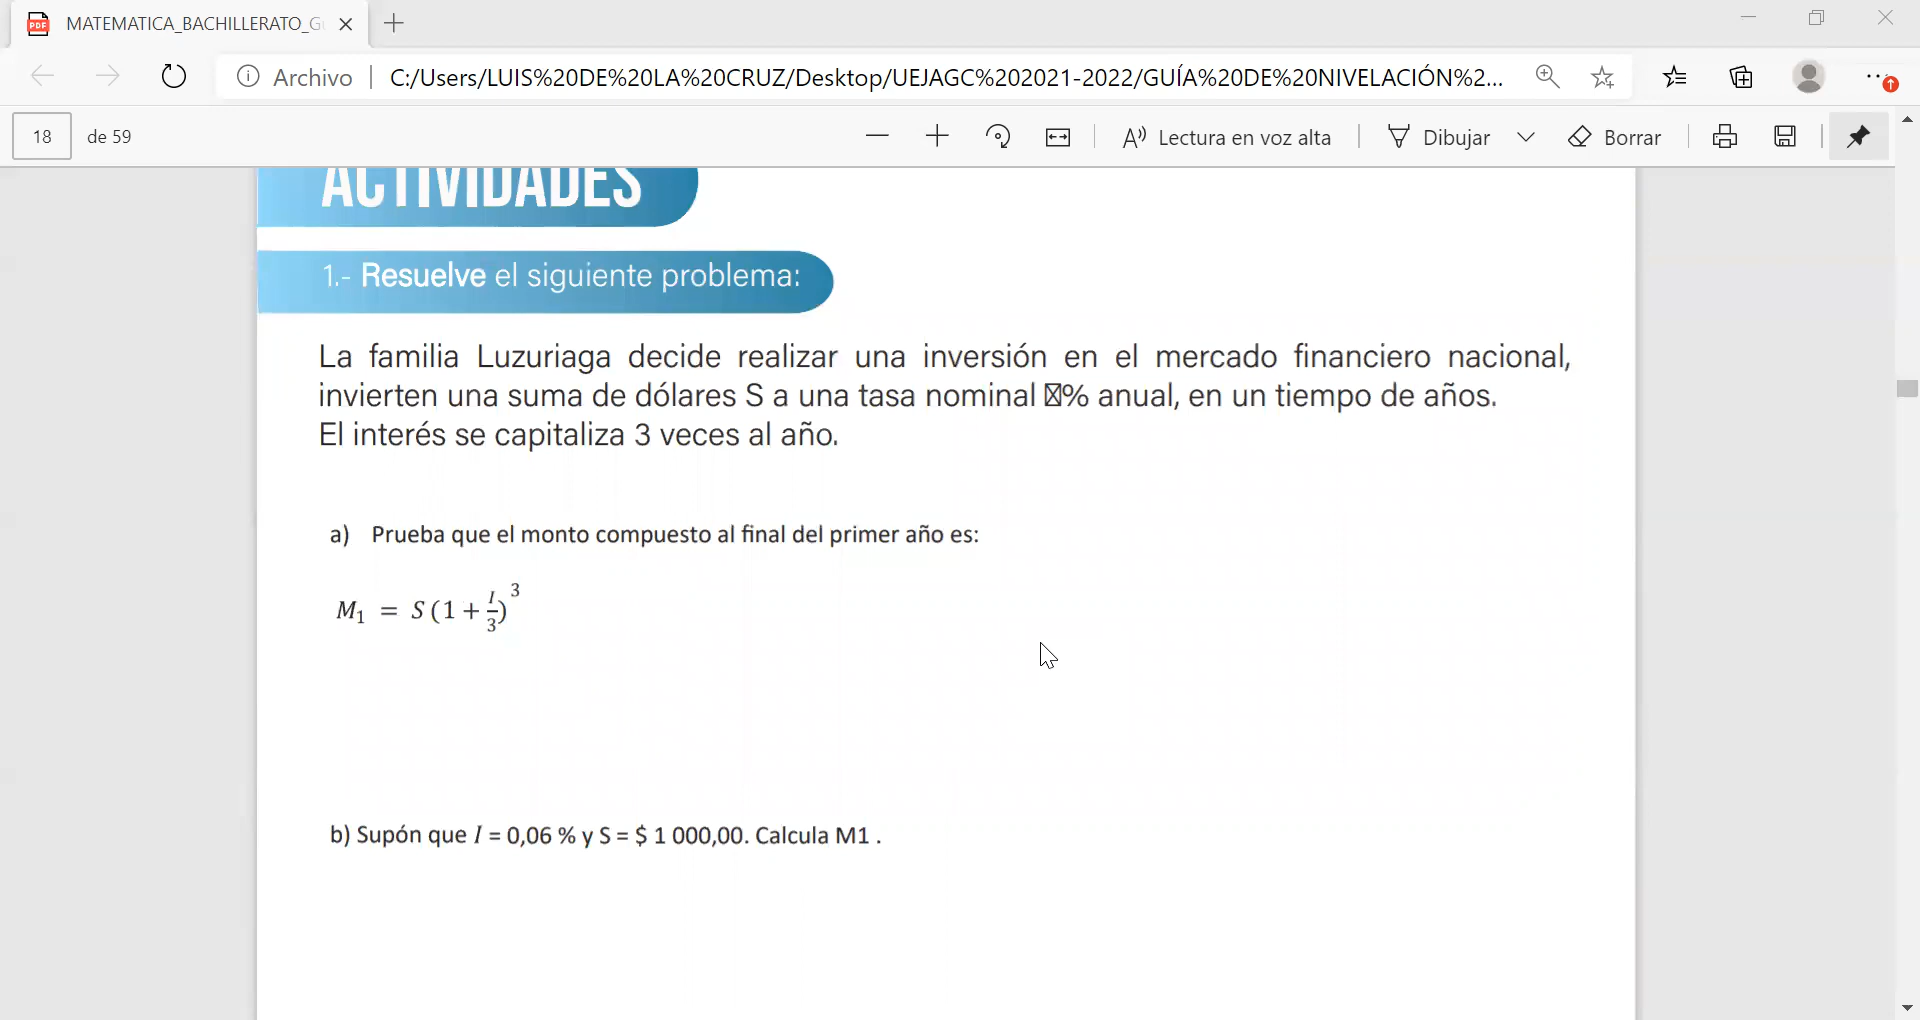 MATEMATICA_BACHILLERATO_G
Archivo
C:/Users/LUIS%20DE%20LA%20CRUZ/Desktop/UEJAGC%202021-2022/GUÍA%20DE%20NIVELACIÓN%2...
18 de 59
Lectura en voz alta
Dibujar
Borrar
ACTIVIDADES
1.- Resuelve el siguiente problema:
La familia Luzuriaga decide realizar una inversión en el mercado financiero nacional,
invierten una suma de dólares S a una tasa nominal % anual, en un tiempo de años.
El interés se capitaliza 3 veces al año.
a) Prueba que el monto compuesto al final del primer año es:
M₁ = S(1 + I/3)³
b) Supón que I = 0,06 % y S = $ 1 000,00. Calcula M1 .